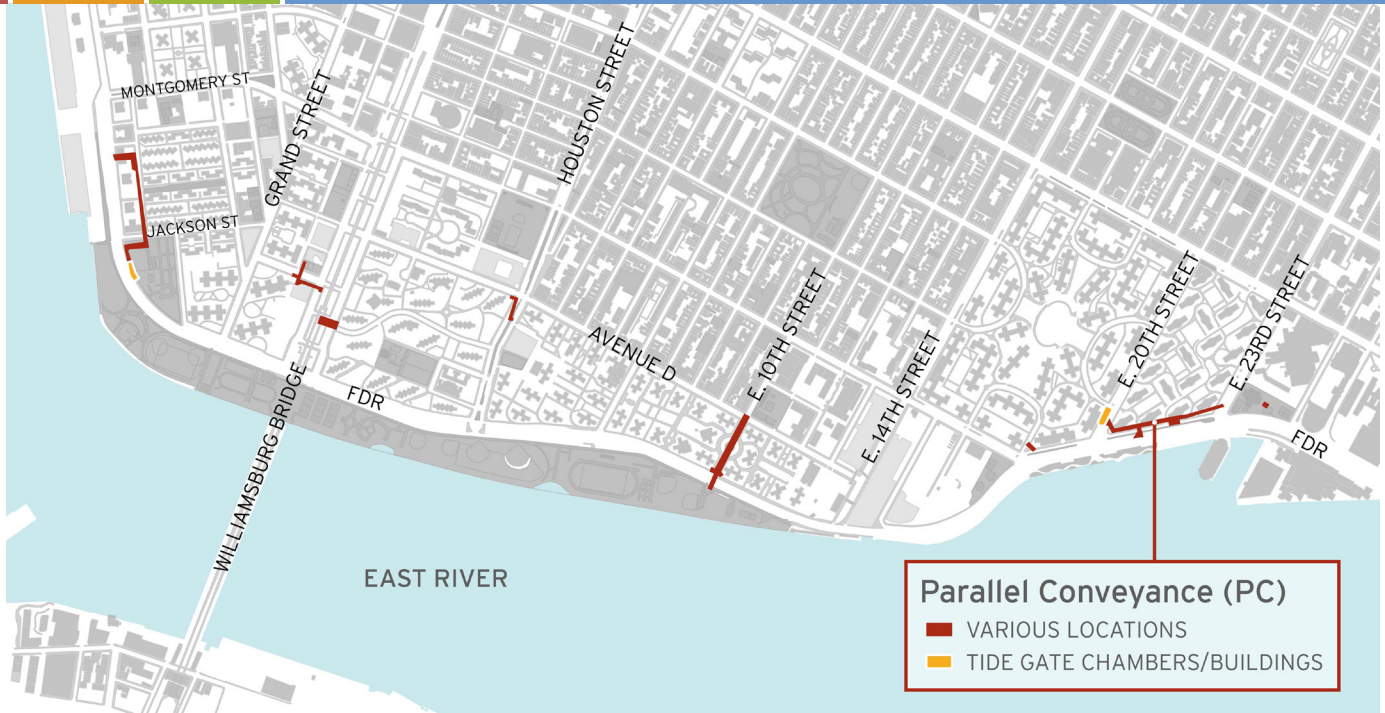 MONTGOMERY ST
GRAND STREET
HOUSTON STREET
JACKSON ST
AVENUE D
E. 10TH STREET
E. 14TH STREET
E. 20TH STREET
E. 23RD STREET
FDR
FDR
WILLIAMSBURG BRIDGE
EAST RIVER
Parallel Conveyance (PC)
VARIOUS LOCATIONS
TIDE GATE CHAMBERS/BUILDINGS